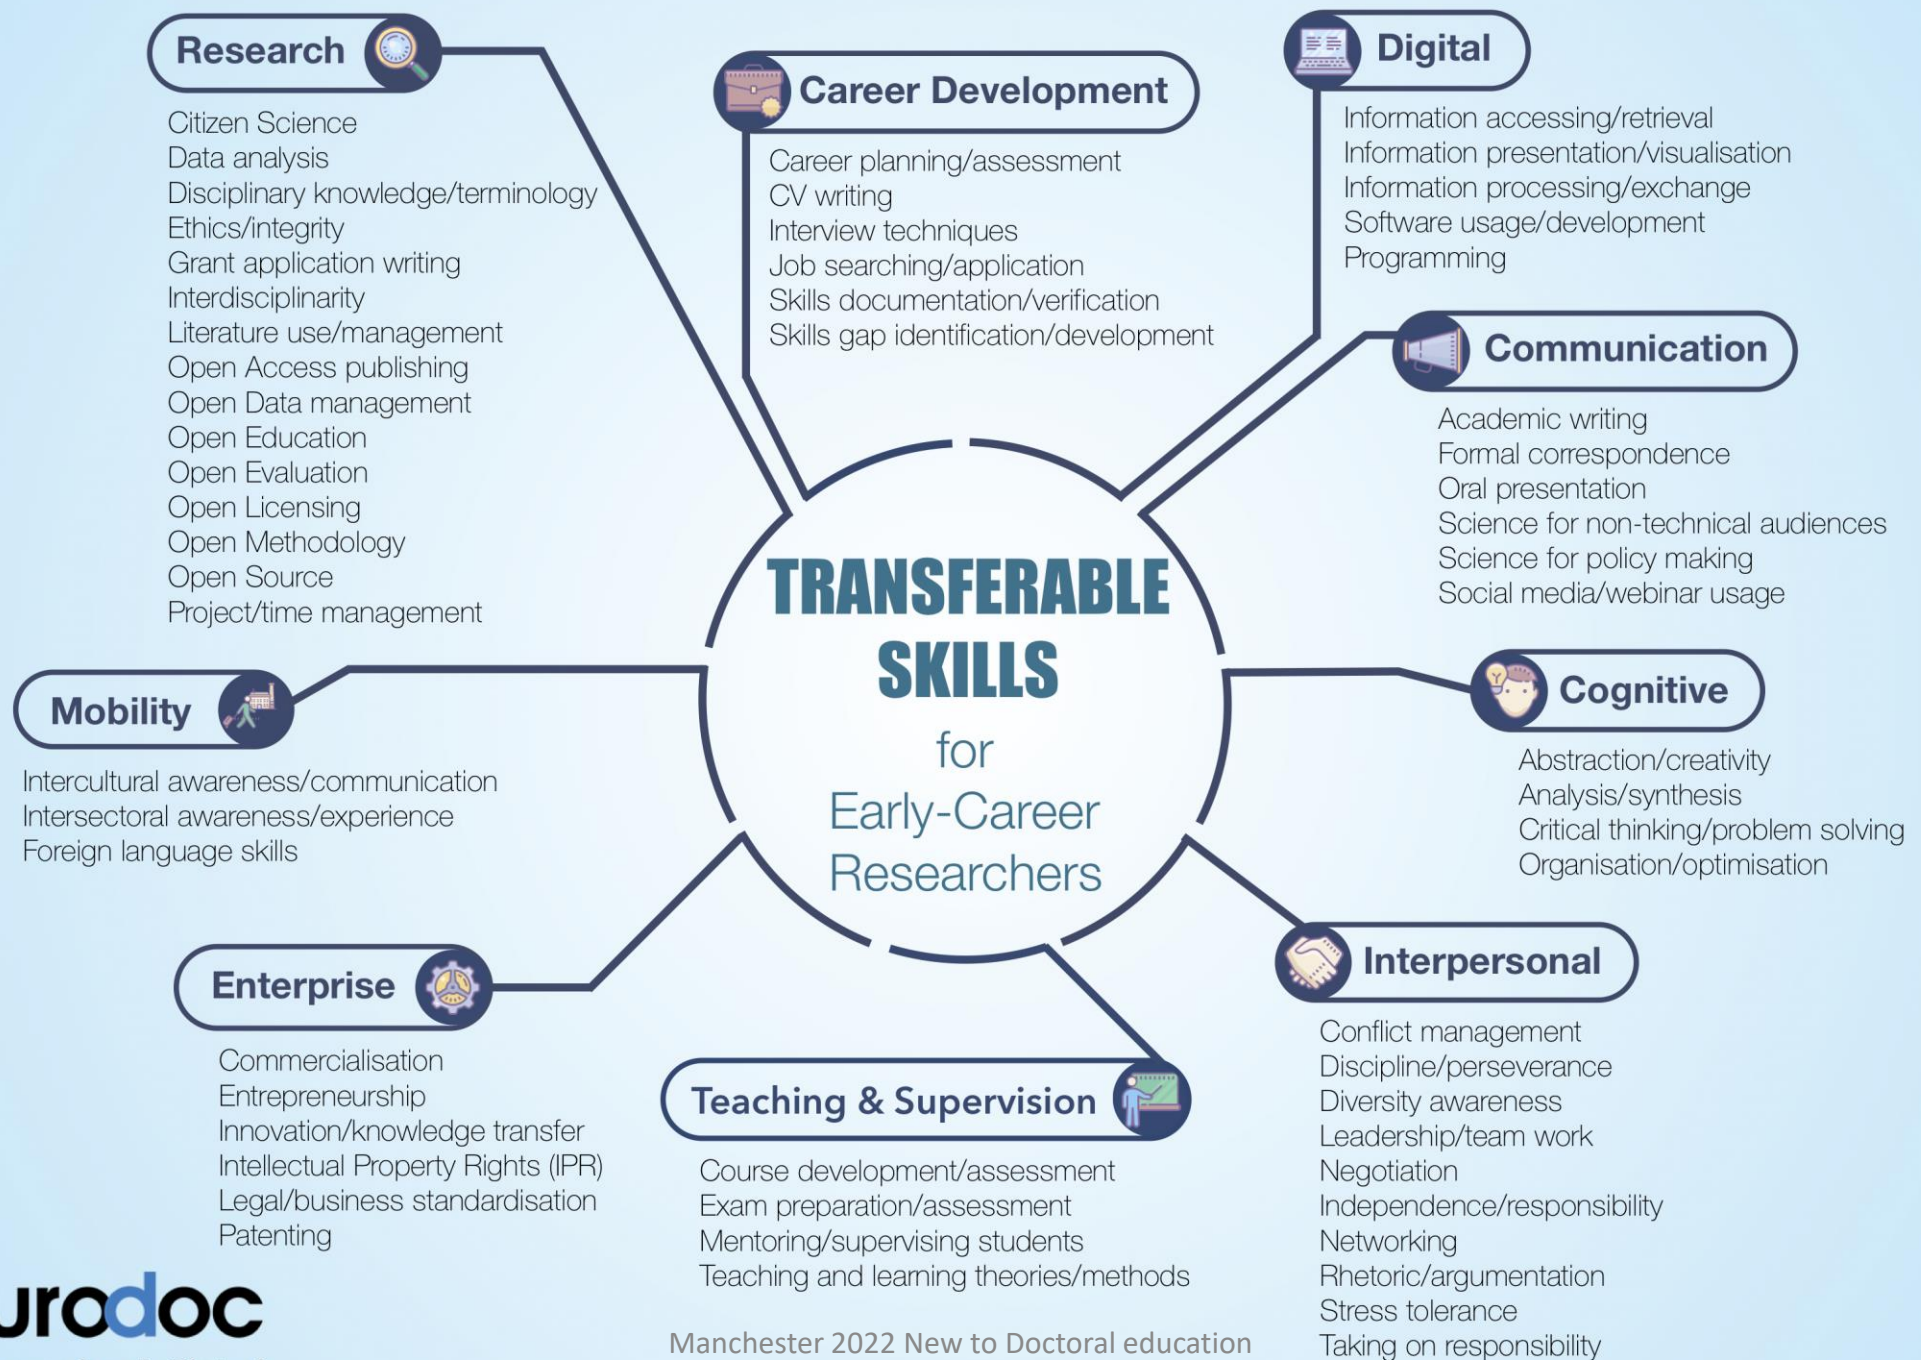 Research
Citizen Science
Data analysis
Disciplinary knowledge/terminology
Ethics/integrity
Grant application writing
Interdisciplinarity
Literature use/management
Open Access publishing
Open Data management
Open Education
Open Evaluation
Open Licensing
Open Methodology
Open Source
Project/time management
Career Development
Career planning/assessment
CV writing
Interview techniques
Job searching/application
Skills documentation/verification
Skills gap identification/development
Digital
Information accessing/retrieval
Information presentation/visualisation
Information processing/exchange
Software usage/development
Programming
Communication
Academic writing
Formal correspondence
Oral presentation
Science for non-technical audiences
Science for policy making
Social media/webinar usage
TRANSFERABLE
SKILLS
for
Early-Career
Researchers
Mobility
Intercultural awareness/communication
Intersectoral awareness/experience
Foreign language skills
Cognitive
Abstraction/creativity
Analysis/synthesis
Critical thinking/problem solving
Organisation/optimisation
Enterprise
Commercialisation
Entrepreneurship
Innovation/knowledge transfer
Intellectual Property Rights (IPR)
Legal/business standardisation
Patenting
Teaching & Supervision
Course development/assessment
Exam preparation/assessment
Mentoring/supervising students
Teaching and learning theories/methods
Interpersonal
Conflict management
Discipline/perseverance
Diversity awareness
Leadership/team work
Negotiation
Independence/responsibility
Networking
Rhetoric/argumentation
Stress tolerance
Taking on responsibility
urodoc
Manchester 2022 New to Doctoral education